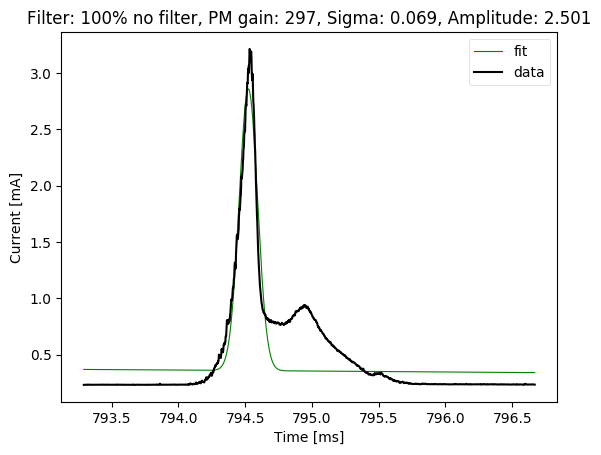 Filter: 100% no filter, PM gain: 297, Sigma: 0.069, Amplitude: 2.501
fit
data
Current [mA]
3.0
2.5
2.0
1.5
1.0
0.5
793.5 794.0 794.5 795.0 795.5 796.0 796.5
Time [ms]